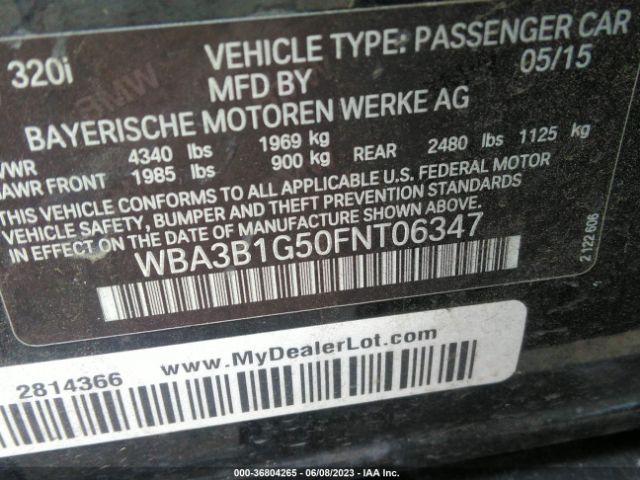 320i VEHICLE TYPE: PASSENGER CAR
MFD BY 05/15
BAYERISCHE MOTOREN WERKE AG
VWR 4340 lbs 1969 kg
AWR FRONT 1985 lbs 900 kg REAR 2480 lbs 1125 kg
THIS VEHICLE CONFORMS TO ALL APPLICABLE U.S. FEDERAL MOTOR
VEHICLE SAFETY, BUMPER AND THEFT PREVENTION STANDARDS
IN EFFECT ON THE DATE OF MANUFACTURE SHOWN ABOVE.
WBA3B1G50FNT06347
2 122 606
www.MyDealerLot.com
2814366
000-36804265 - 06/08/2023 - IAA Inc.